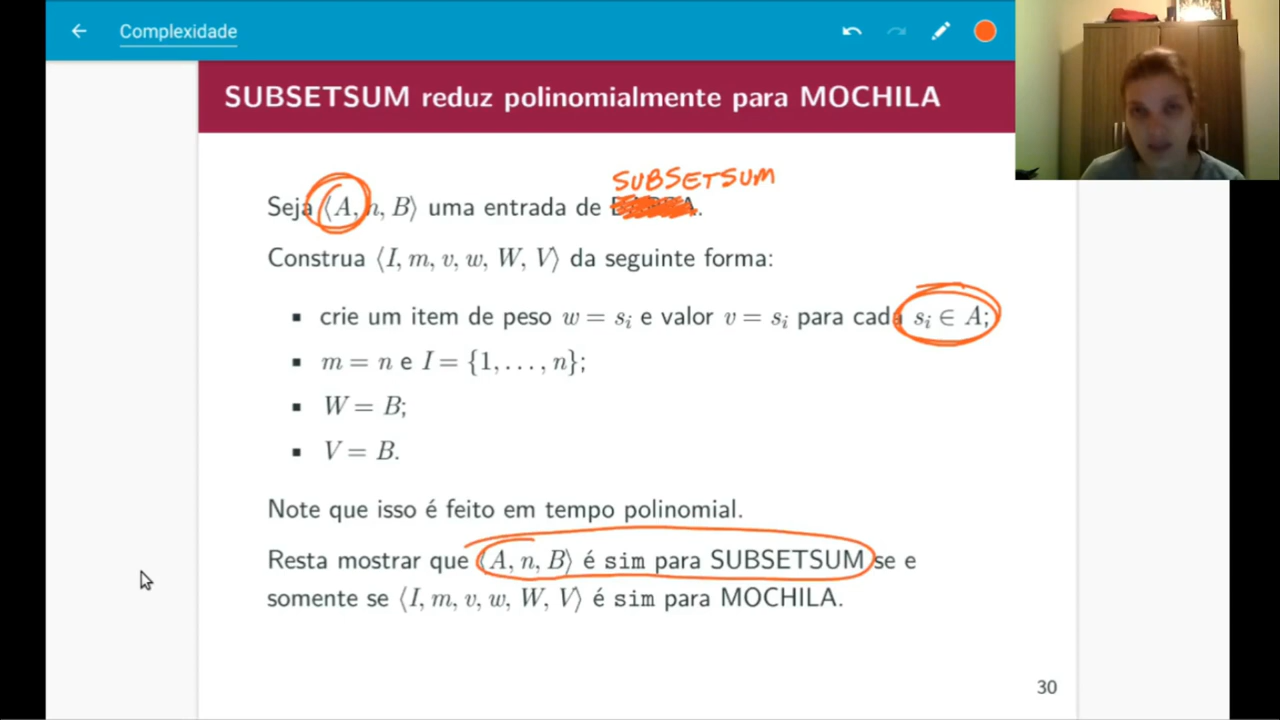 Complexidade
SUBSETSUM reduz polinomialmente para MOCHILA
SUBSETSUM
Seja ⟨A, n, B⟩ uma entrada de
Construa ⟨I, m, v, w, W, V⟩ da seguinte forma:
▪ crie um item de peso w = sᵢ e valor v = sᵢ para cada sᵢ ∈ A;
▪ m = n e I = {1, . . . , n};
▪ W = B;
▪ V = B.
Note que isso é feito em tempo polinomial.
Resta mostrar que ⟨A, n, B⟩ é sim para SUBSETSUM se e
somente se ⟨I, m, v, w, W, V⟩ é sim para MOCHILA.
30